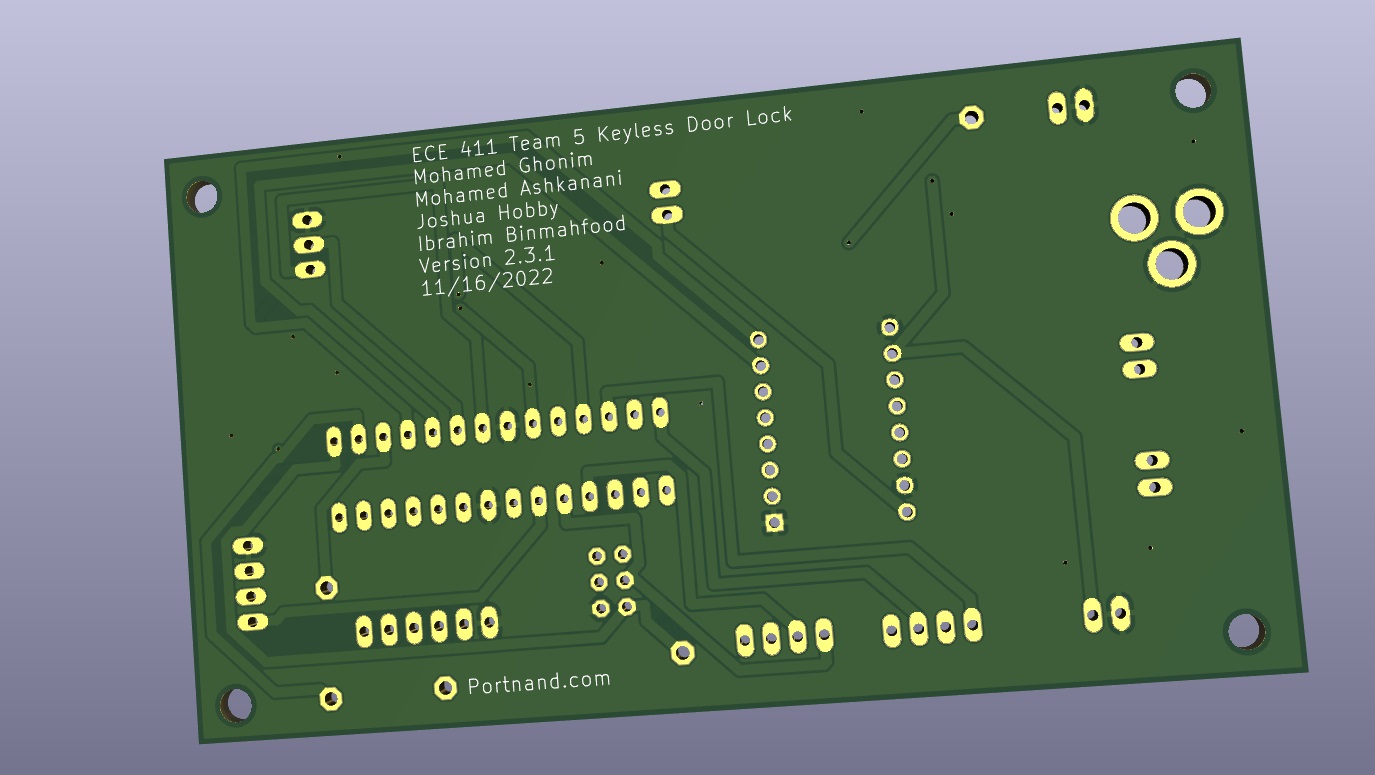 ECE 411 Team 5 Keyless Door Lock
Mohamed Ghonim
Mohamed Ashkanani
Joshua Hobby
Ibrahim Binmahfood
Version 2.3.1
11/16/2022
Portnand.com